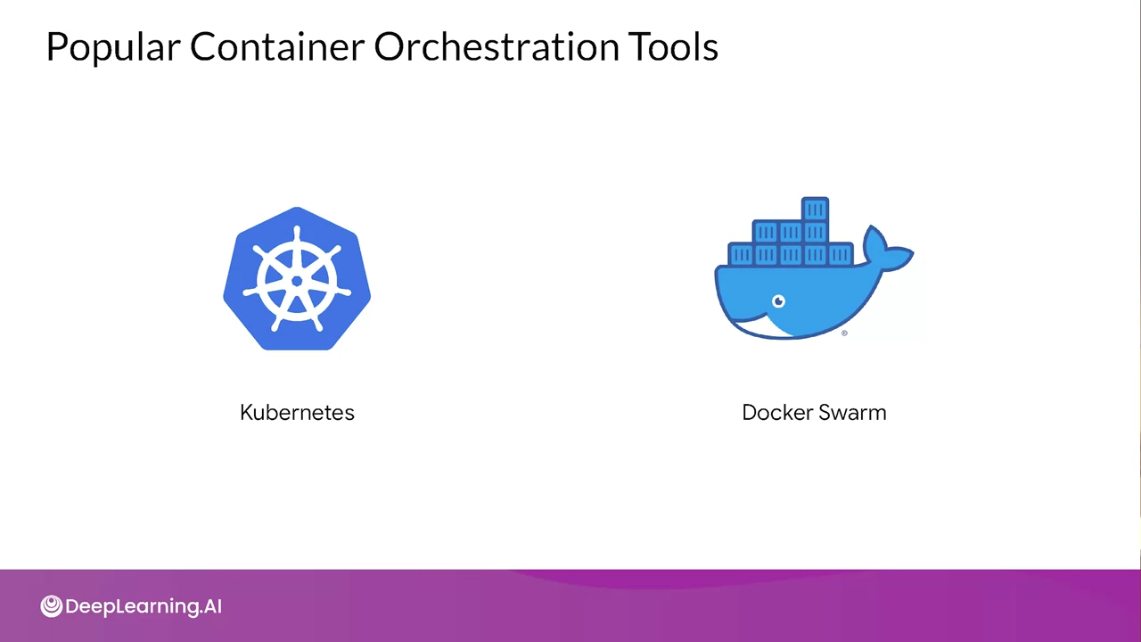 Popular Container Orchestration Tools
Kubernetes
Docker Swarm
DeepLearning.AI